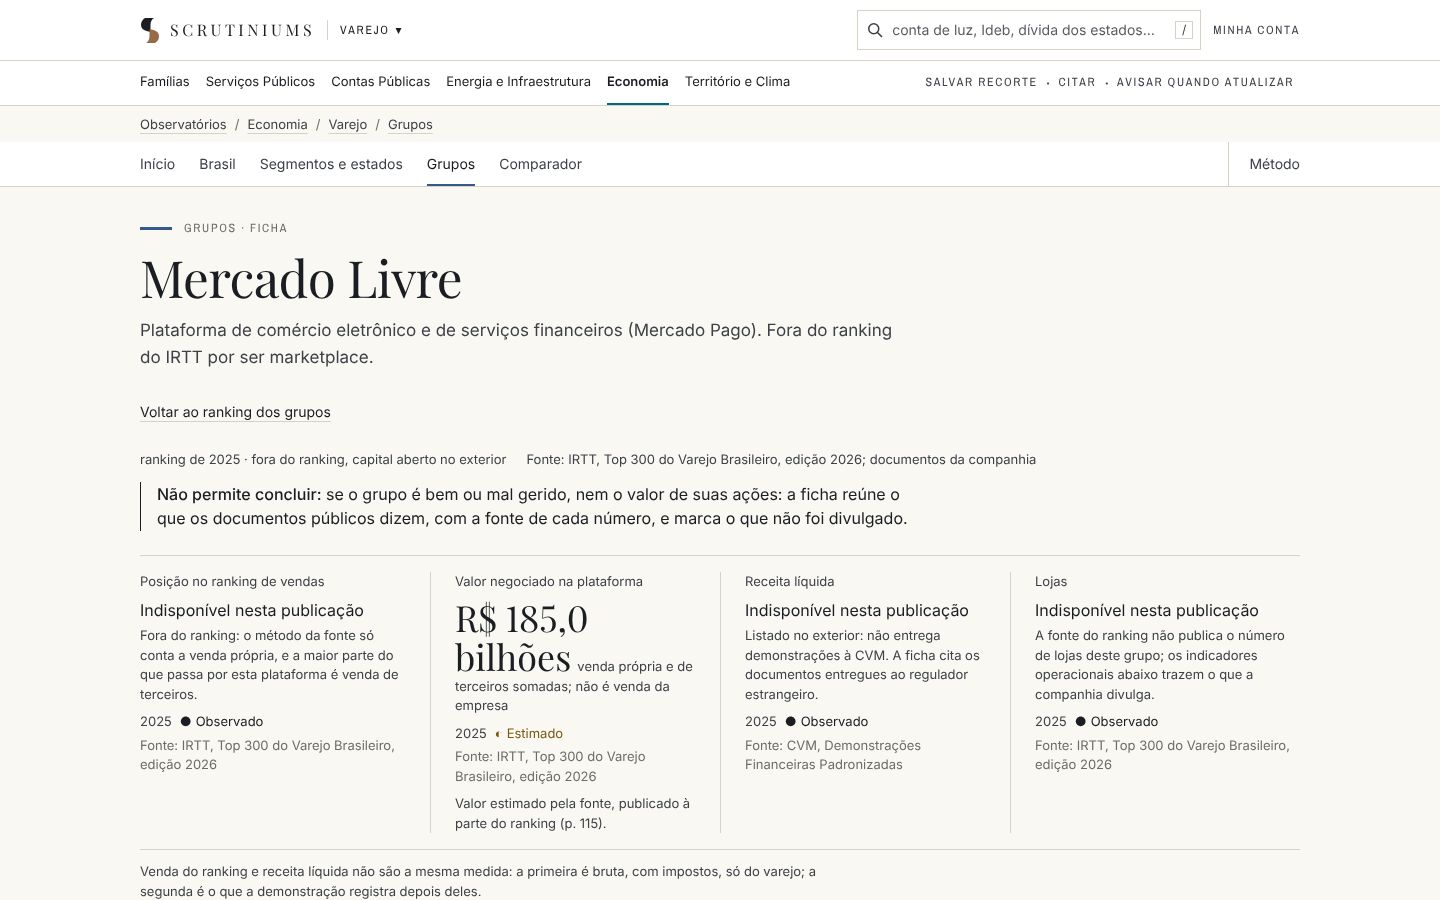 SCRUTINIUMS
VAREJO ▼
conta de luz, Ideb, dívida dos estados...
/
MINHA CONTA
Famílias
Serviços Públicos
Contas Públicas
Energia e Infraestrutura
Economia
Território e Clima
SALVAR RECORTE • CITAR • AVISAR QUANDO ATUALIZAR
Observatórios / Economia / Varejo / Grupos
Início
Brasil
Segmentos e estados
Grupos
Comparador
Método
GRUPOS · FICHA
Mercado Livre
Plataforma de comércio eletrônico e de serviços financeiros (Mercado Pago). Fora do ranking
do IRTT por ser marketplace.
Voltar ao ranking dos grupos
ranking de 2025 · fora do ranking, capital aberto no exterior
Fonte: IRTT, Top 300 do Varejo Brasileiro, edição 2026; documentos da companhia
Não permite concluir: se o grupo é bem ou mal gerido, nem o valor de suas ações: a ficha reúne o
que os documentos públicos dizem, com a fonte de cada número, e marca o que não foi divulgado.
Posição no ranking de vendas
Indisponível nesta publicação
Fora do ranking: o método da fonte só
conta a venda própria, e a maior parte do
que passa por esta plataforma é venda de
terceiros.
2025 ● Observado
Fonte: IRTT, Top 300 do Varejo Brasileiro,
edição 2026
Valor negociado na plataforma
R$ 185,0
bilhões venda própria e de
terceiros somadas; não é venda da
empresa
2025 Estimado
Fonte: IRTT, Top 300 do Varejo
Brasileiro, edição 2026
Valor estimado pela fonte, publicado à
parte do ranking (p. 115).
Receita líquida
Indisponível nesta publicação
Listado no exterior: não entrega
demonstrações à CVM. A ficha cita os
documentos entregues ao regulador
estrangeiro.
2025 ● Observado
Fonte: CVM, Demonstrações
Financeiras Padronizadas
Lojas
Indisponível nesta publicação
A fonte do ranking não publica o número
de lojas deste grupo; os indicadores
operacionais abaixo trazem o que a
companhia divulga.
2025 ● Observado
Fonte: IRTT, Top 300 do Varejo Brasileiro,
edição 2026
Venda do ranking e receita líquida não são a mesma medida: a primeira é bruta, com impostos, só do varejo; a
segunda é o que a demonstração registra depois deles.